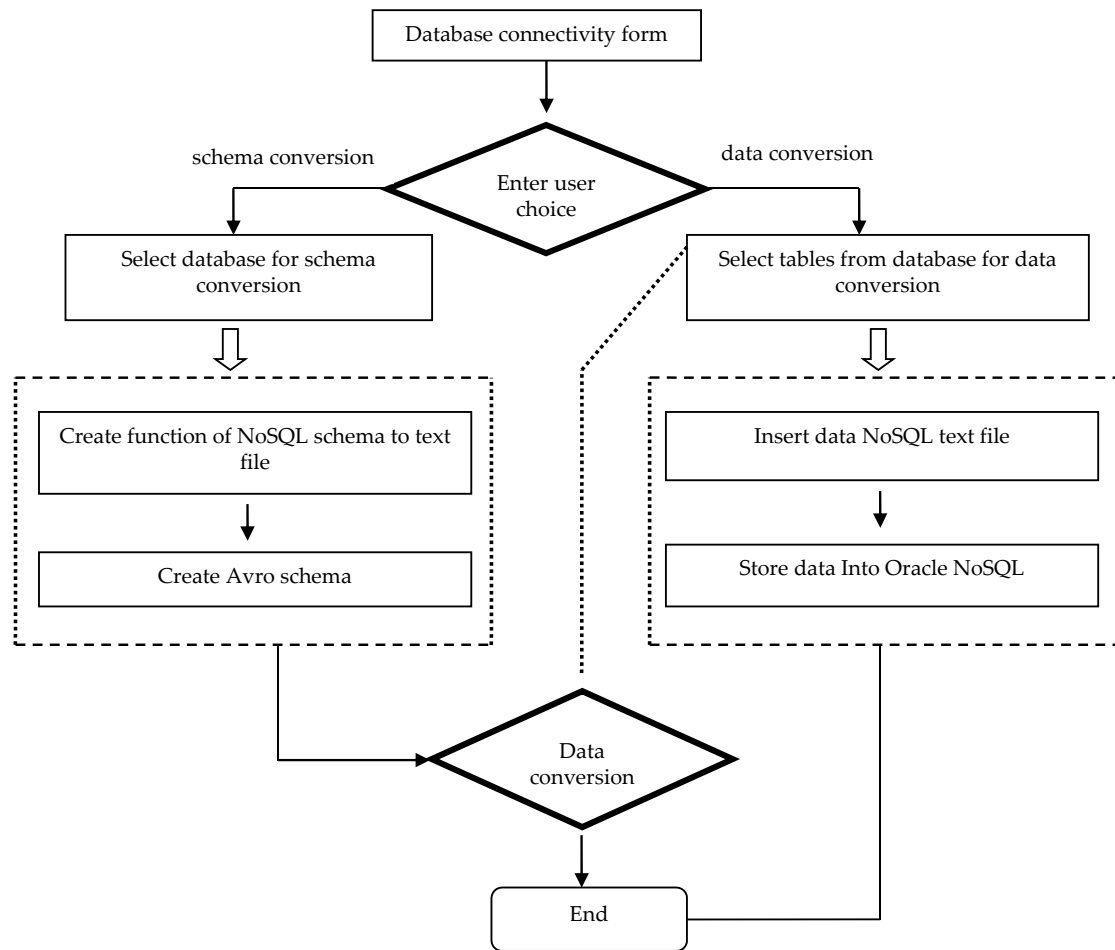 Database connectivity form
schema conversion
data conversion
Enter user
choice
Select database for schema
conversion
Select tables from database for data
conversion
Create function of NoSQL schema to text
file
Insert data NoSQL text file
Create Avro schema
Store data Into Oracle NoSQL
Data
conversion
End